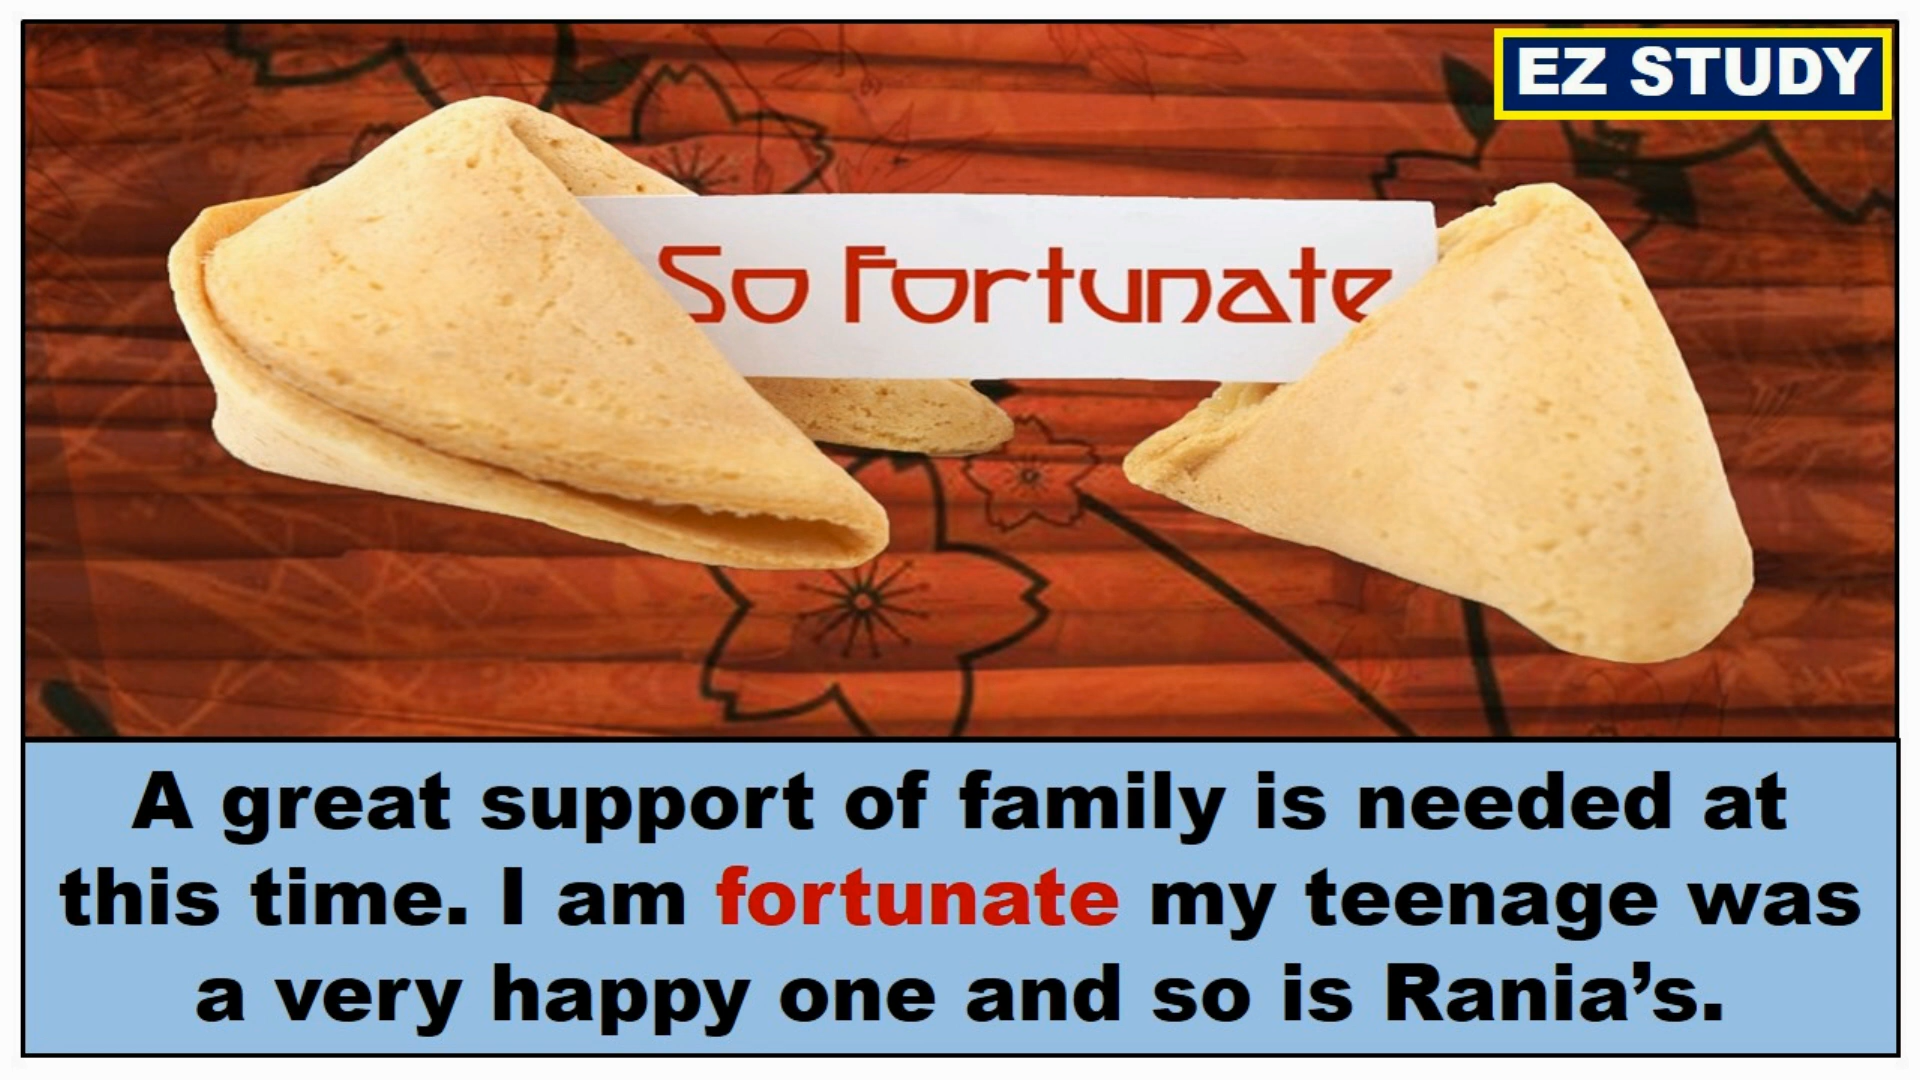 EZ STUDY
So Fortunate
A great support of family is needed at
this time. I am fortunate my teenage was
a very happy one and so is Rania’s.